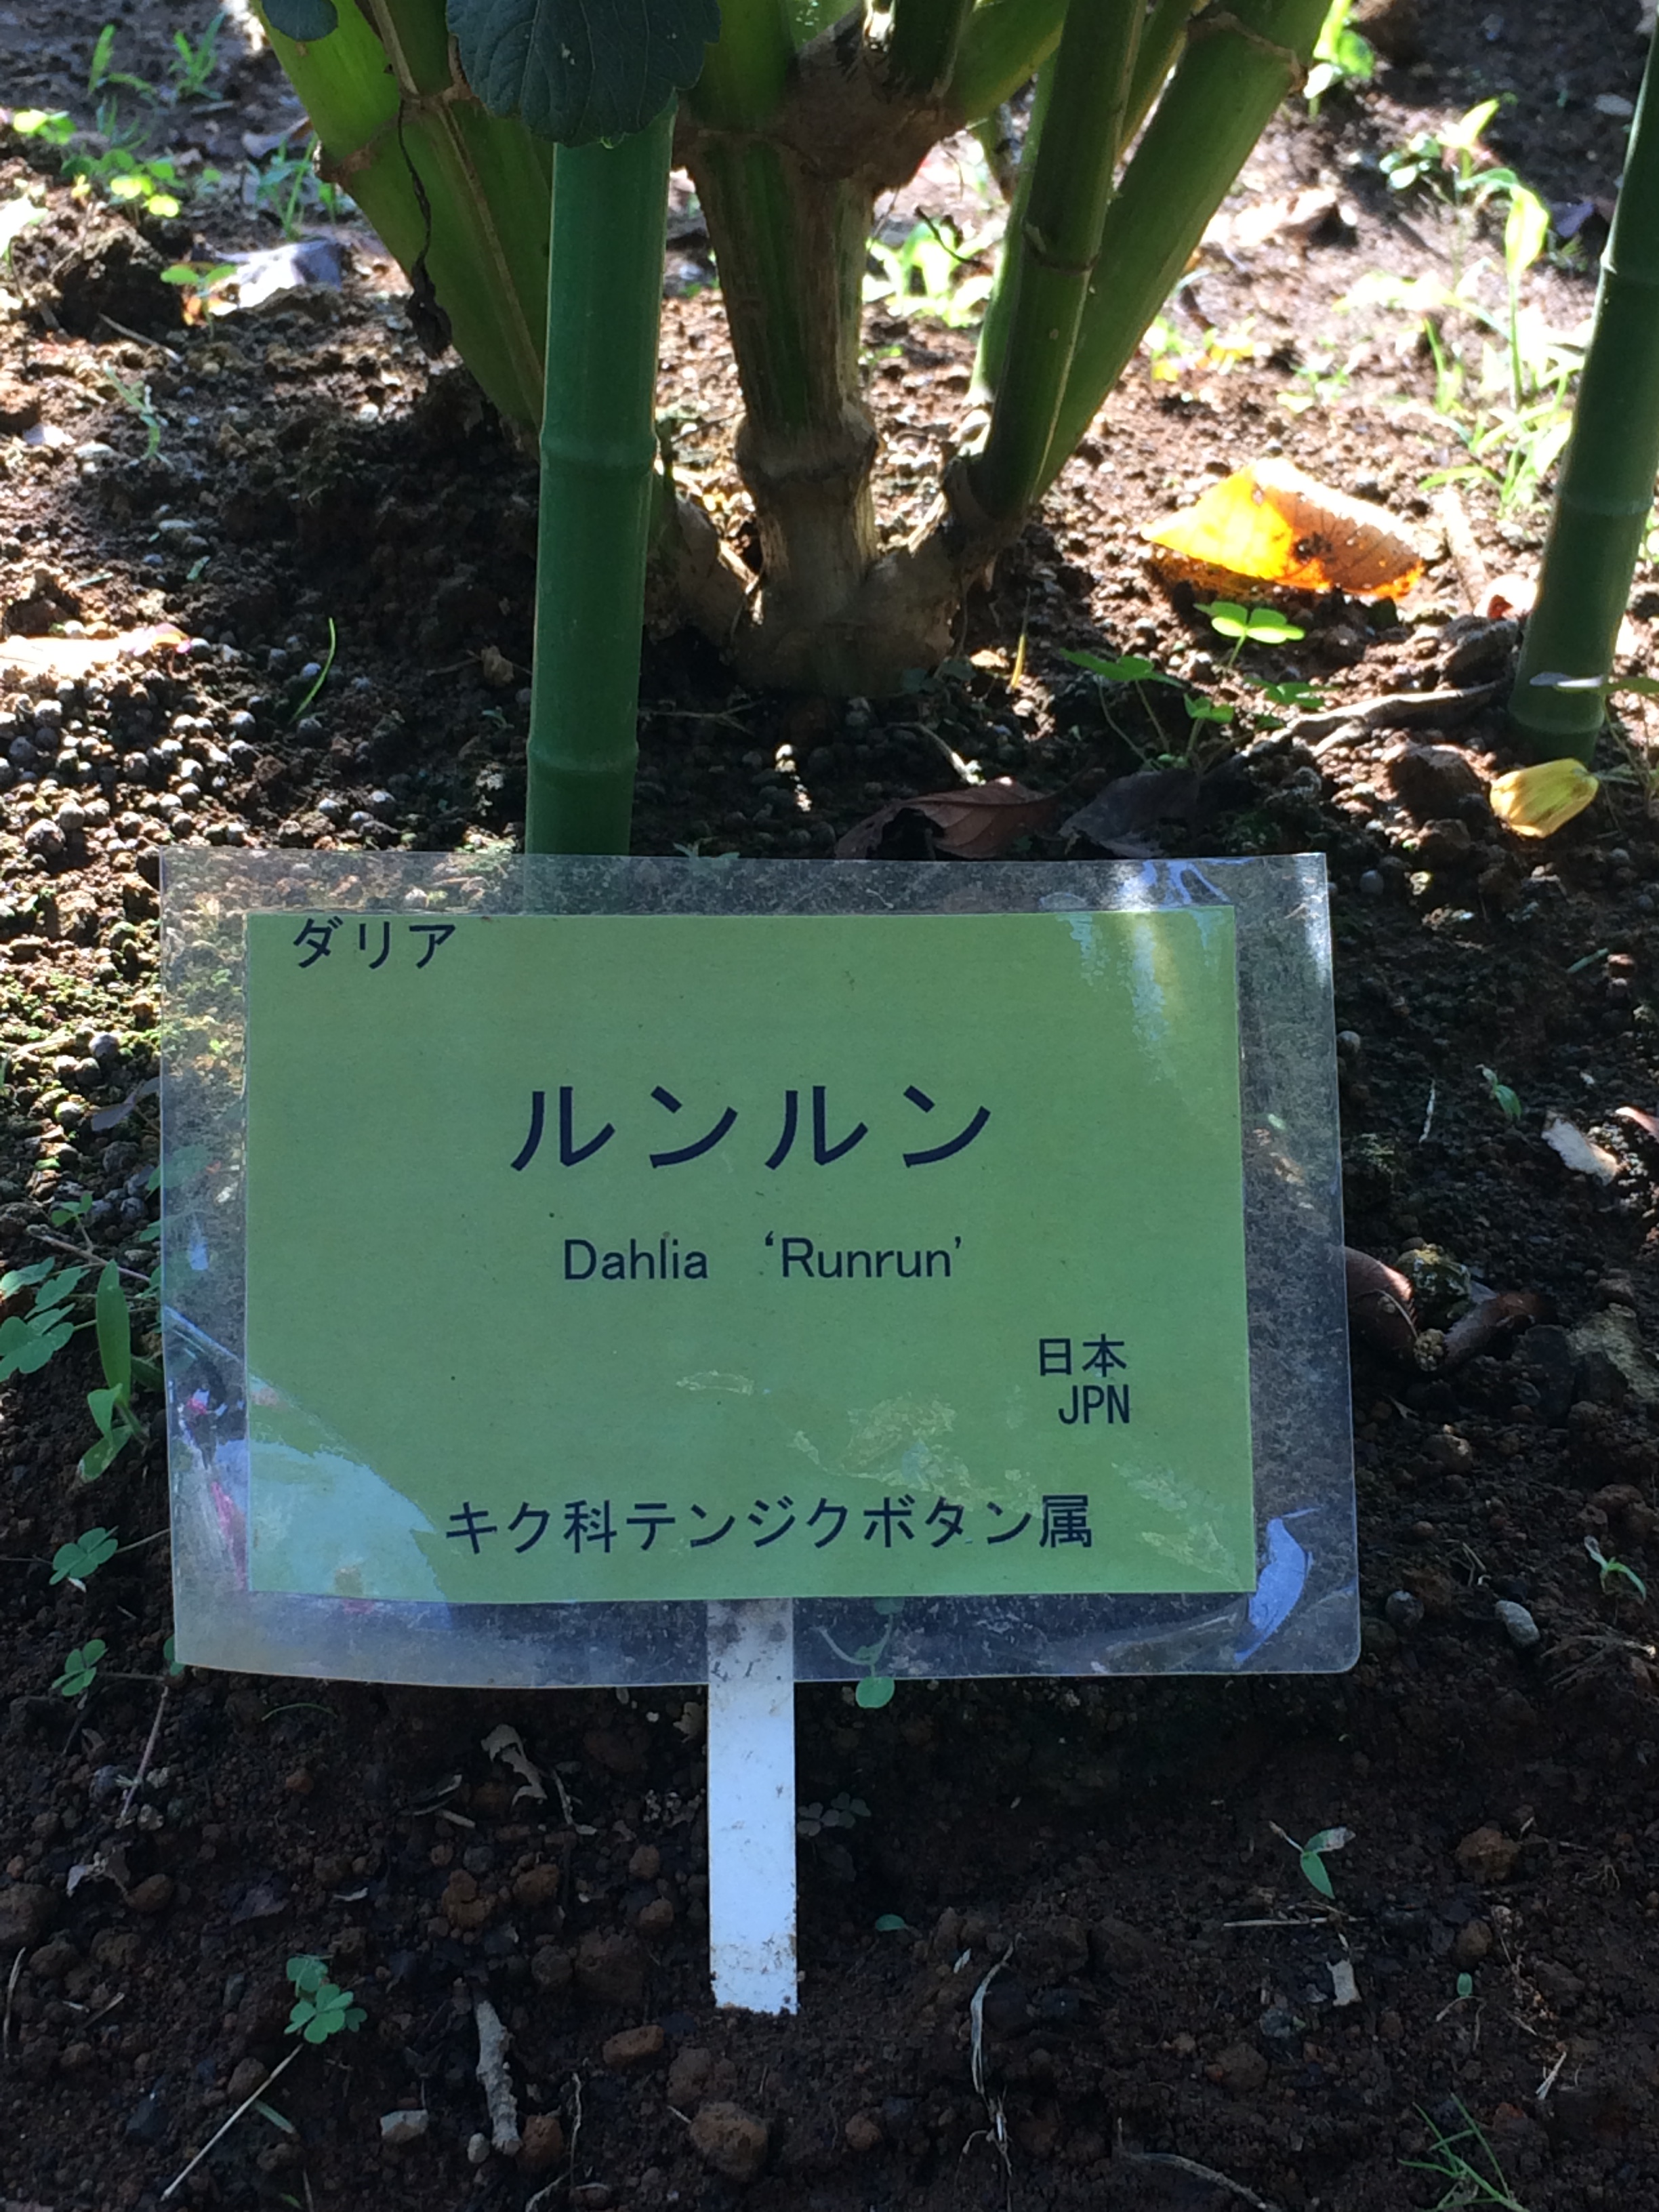 ダリア
ルンルン
Dahlia ‘Runrun’
日本
JPN
キク科テンジクボタン属